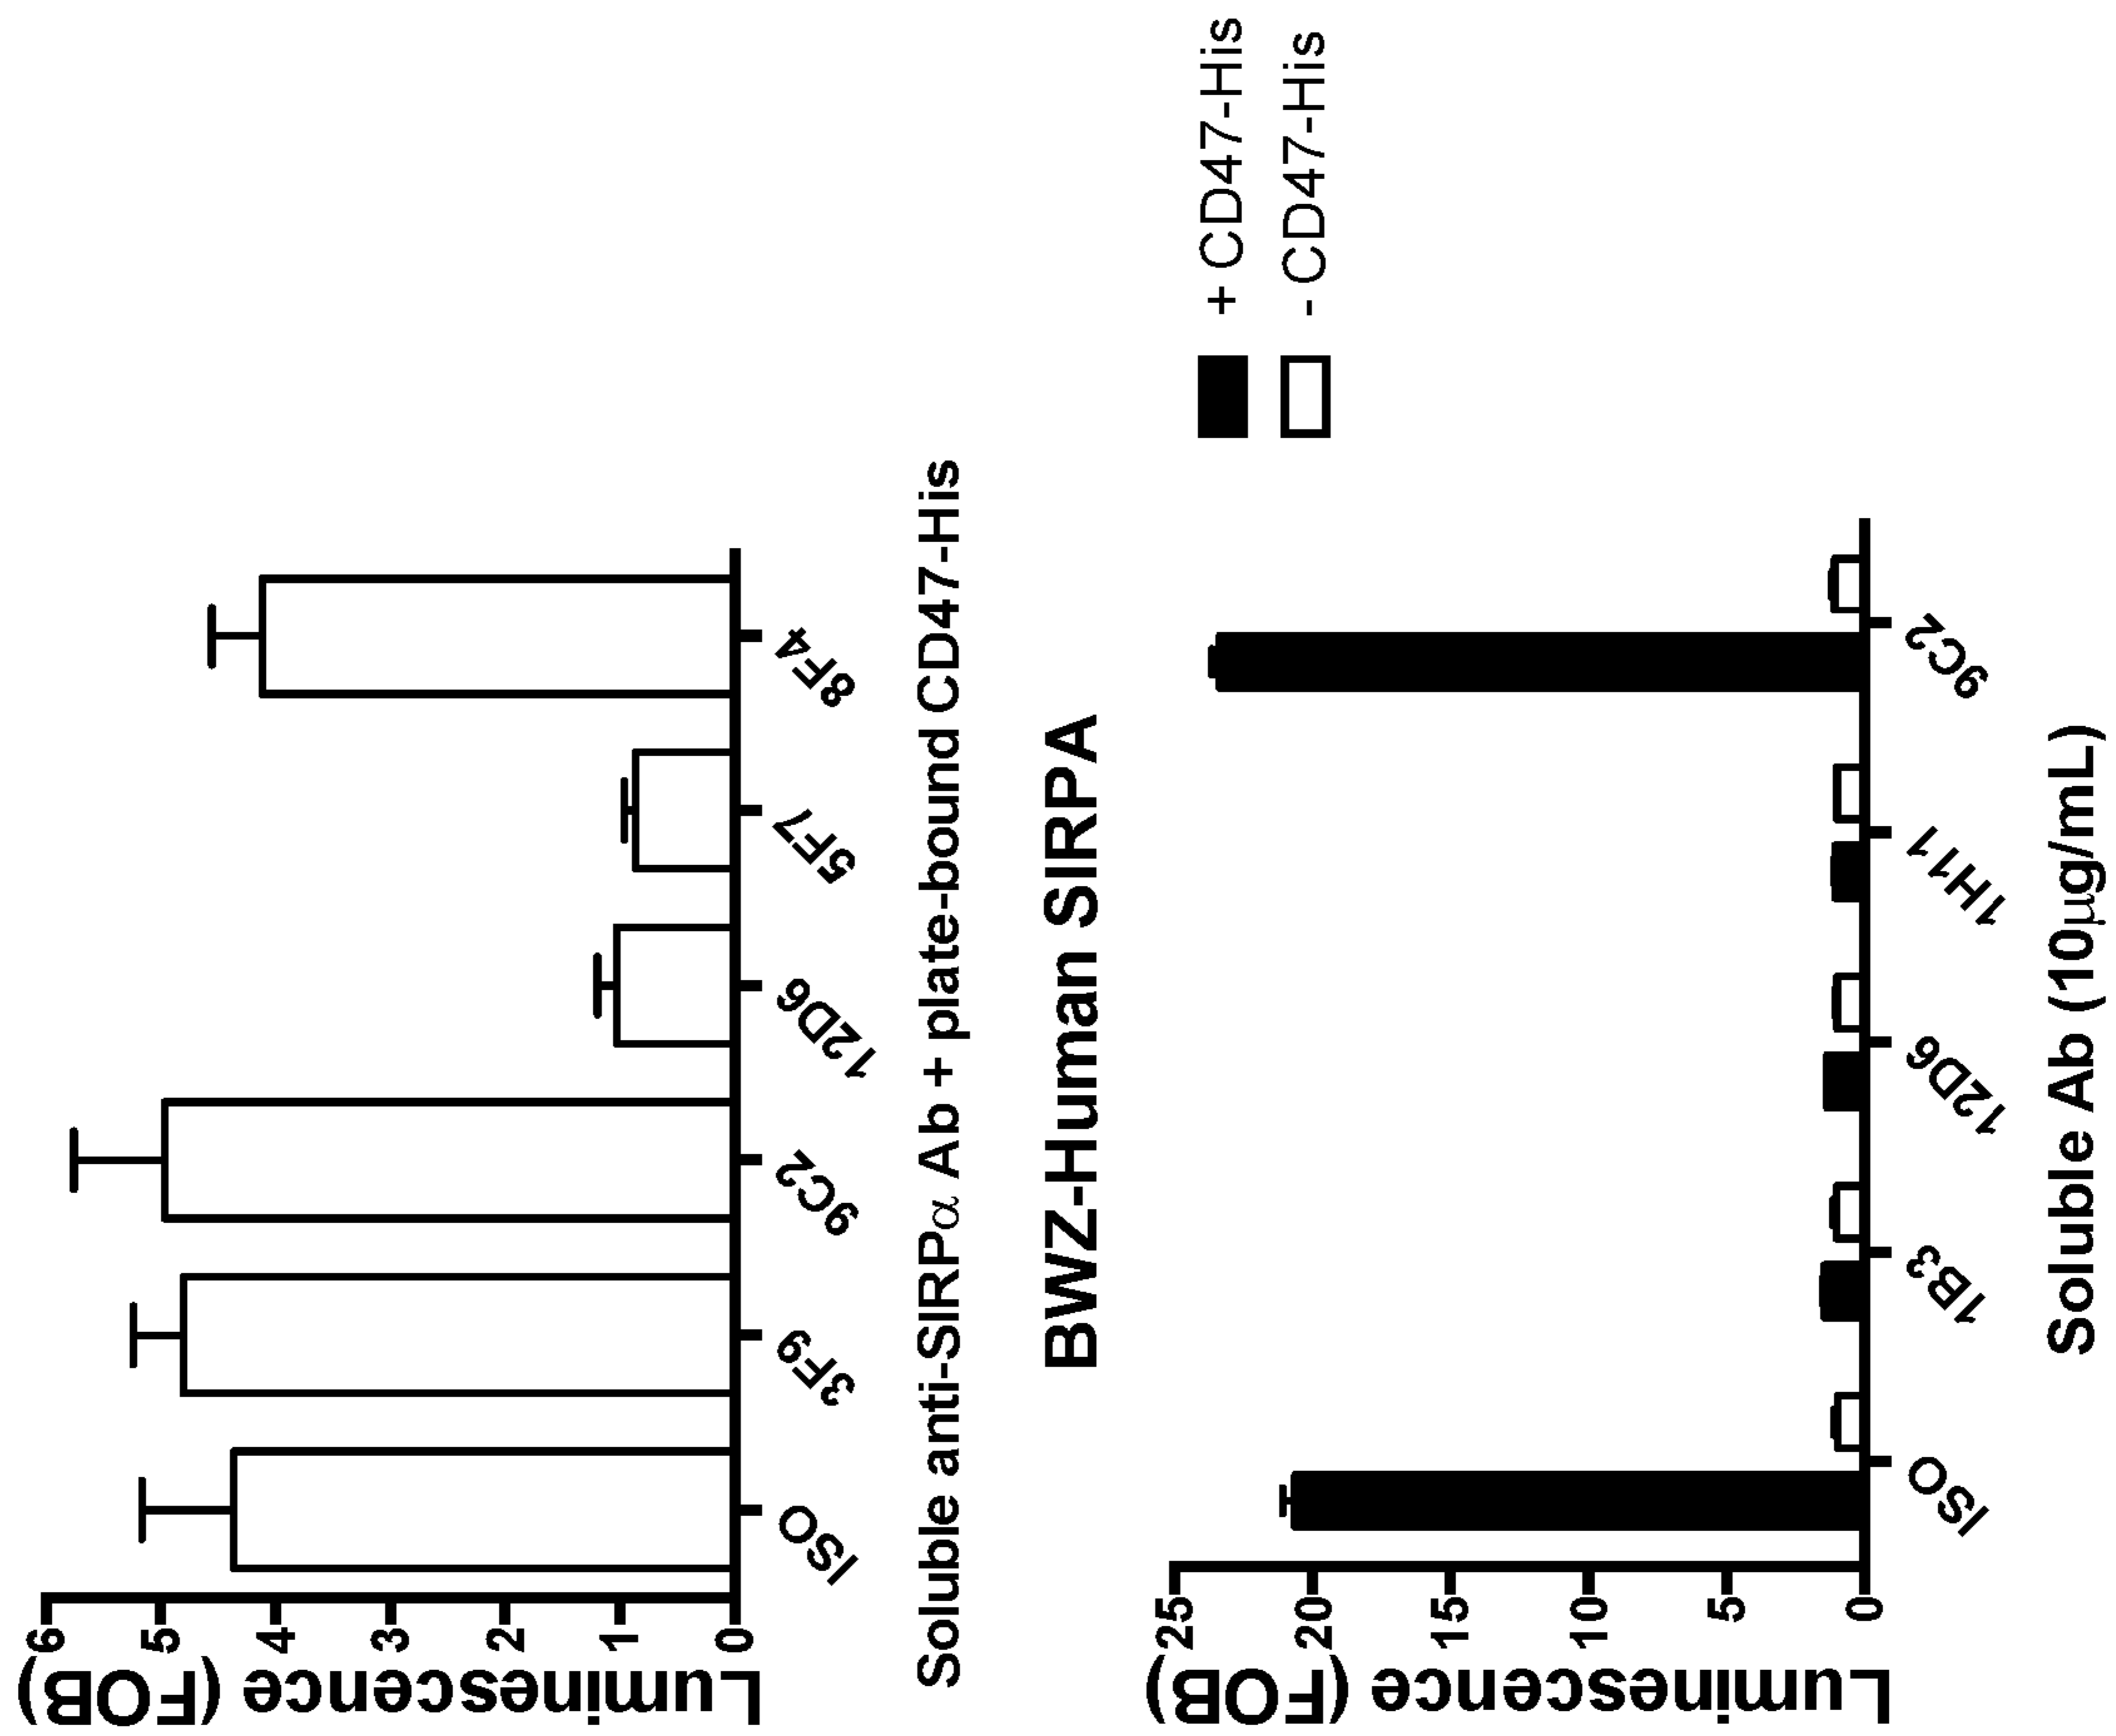 Luminescence (FOB)
6
5
4
3
2
1
0
ISO
3F9
9C2
12D6
5F7
8F4
Soluble anti-SIRPα Ab + plate-bound CD47-His
BWZ-Human SIRPA
+ CD47-His
- CD47-His
Luminescence (FOB)
25
20
15
10
5
0
ISO
1B3
12D6
1H11
9C2
Soluble Ab (10μg/mL)